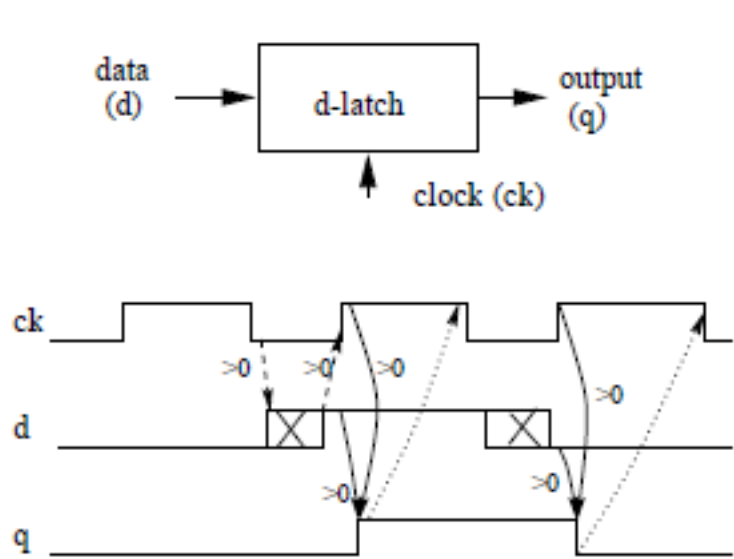 data
(d)
d-latch
output
(q)
clock (ck)
ck
>0
>0
>0
>0
d
>0
>0
q